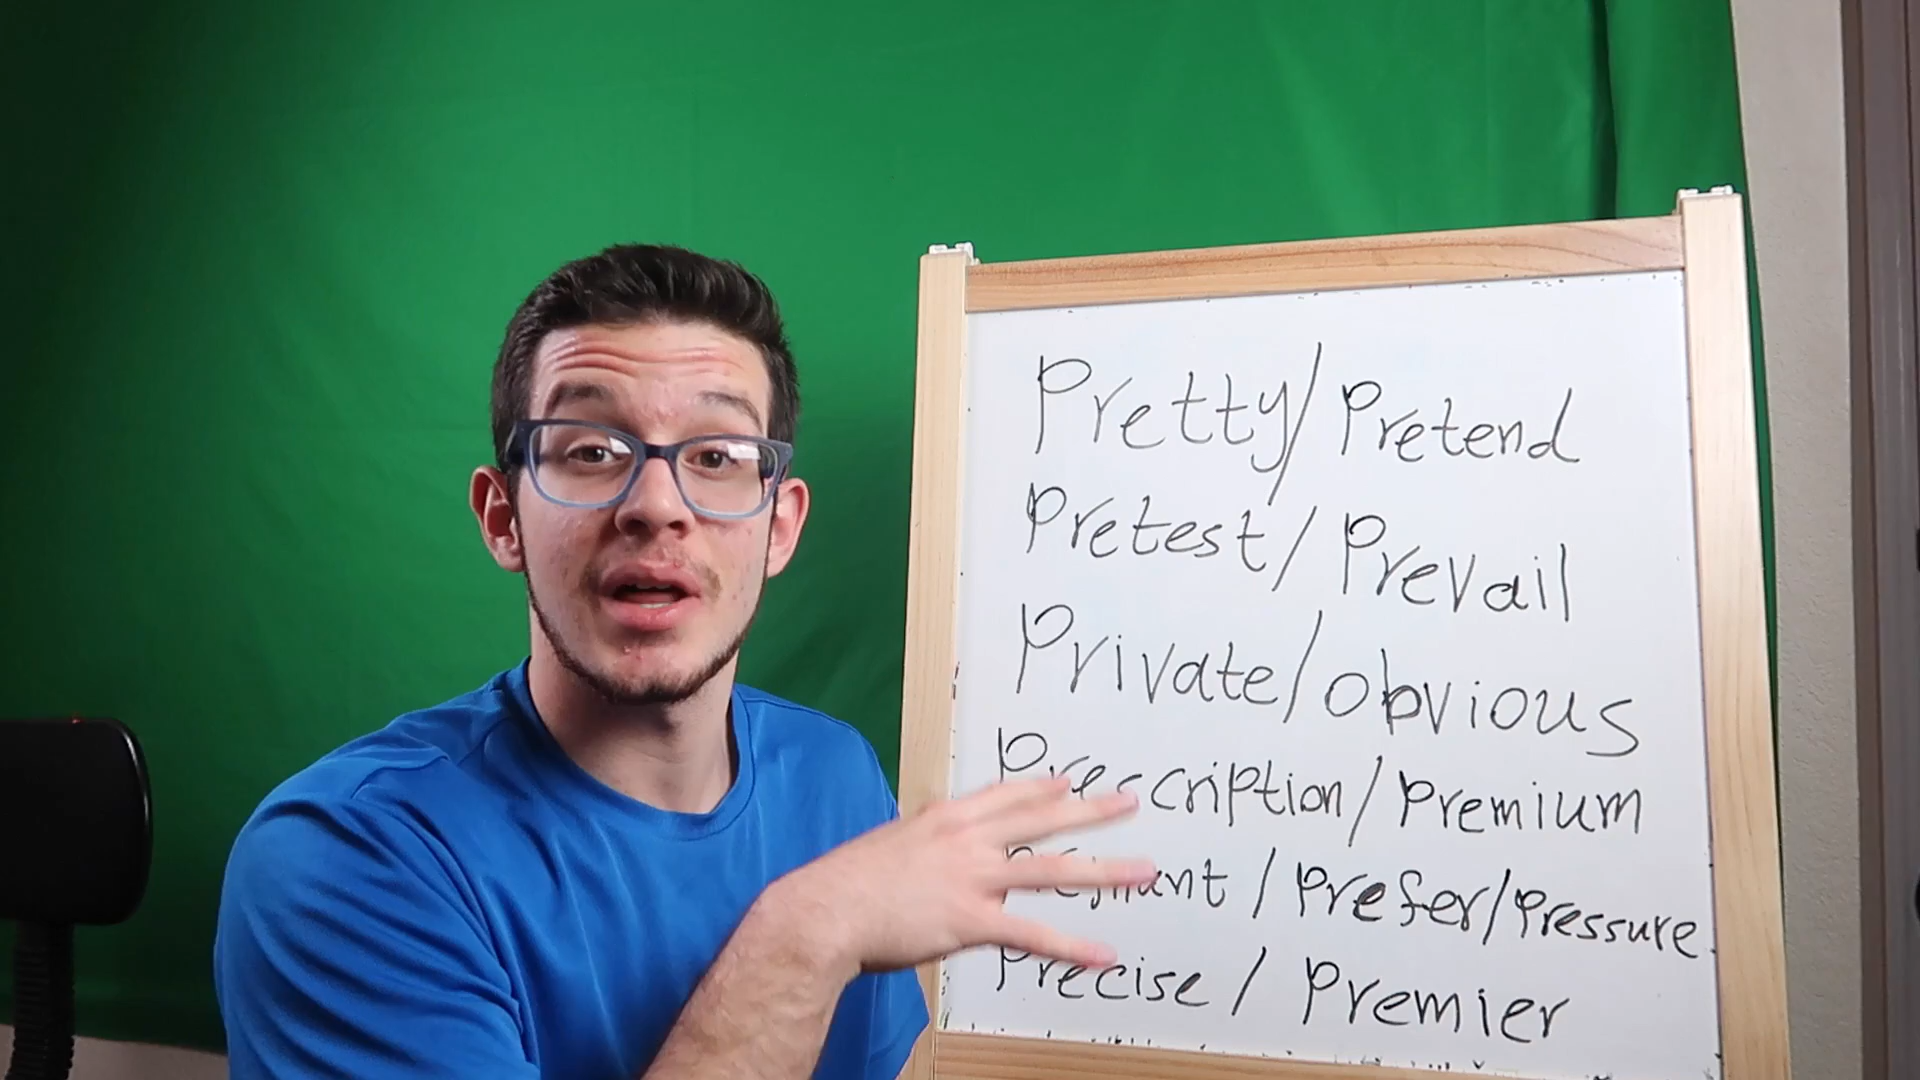 Pretty/Pretend
Pretest/Prevail
Private/obvious
Prescription/Premium
/Prefer/Pressure
Precise/Premier